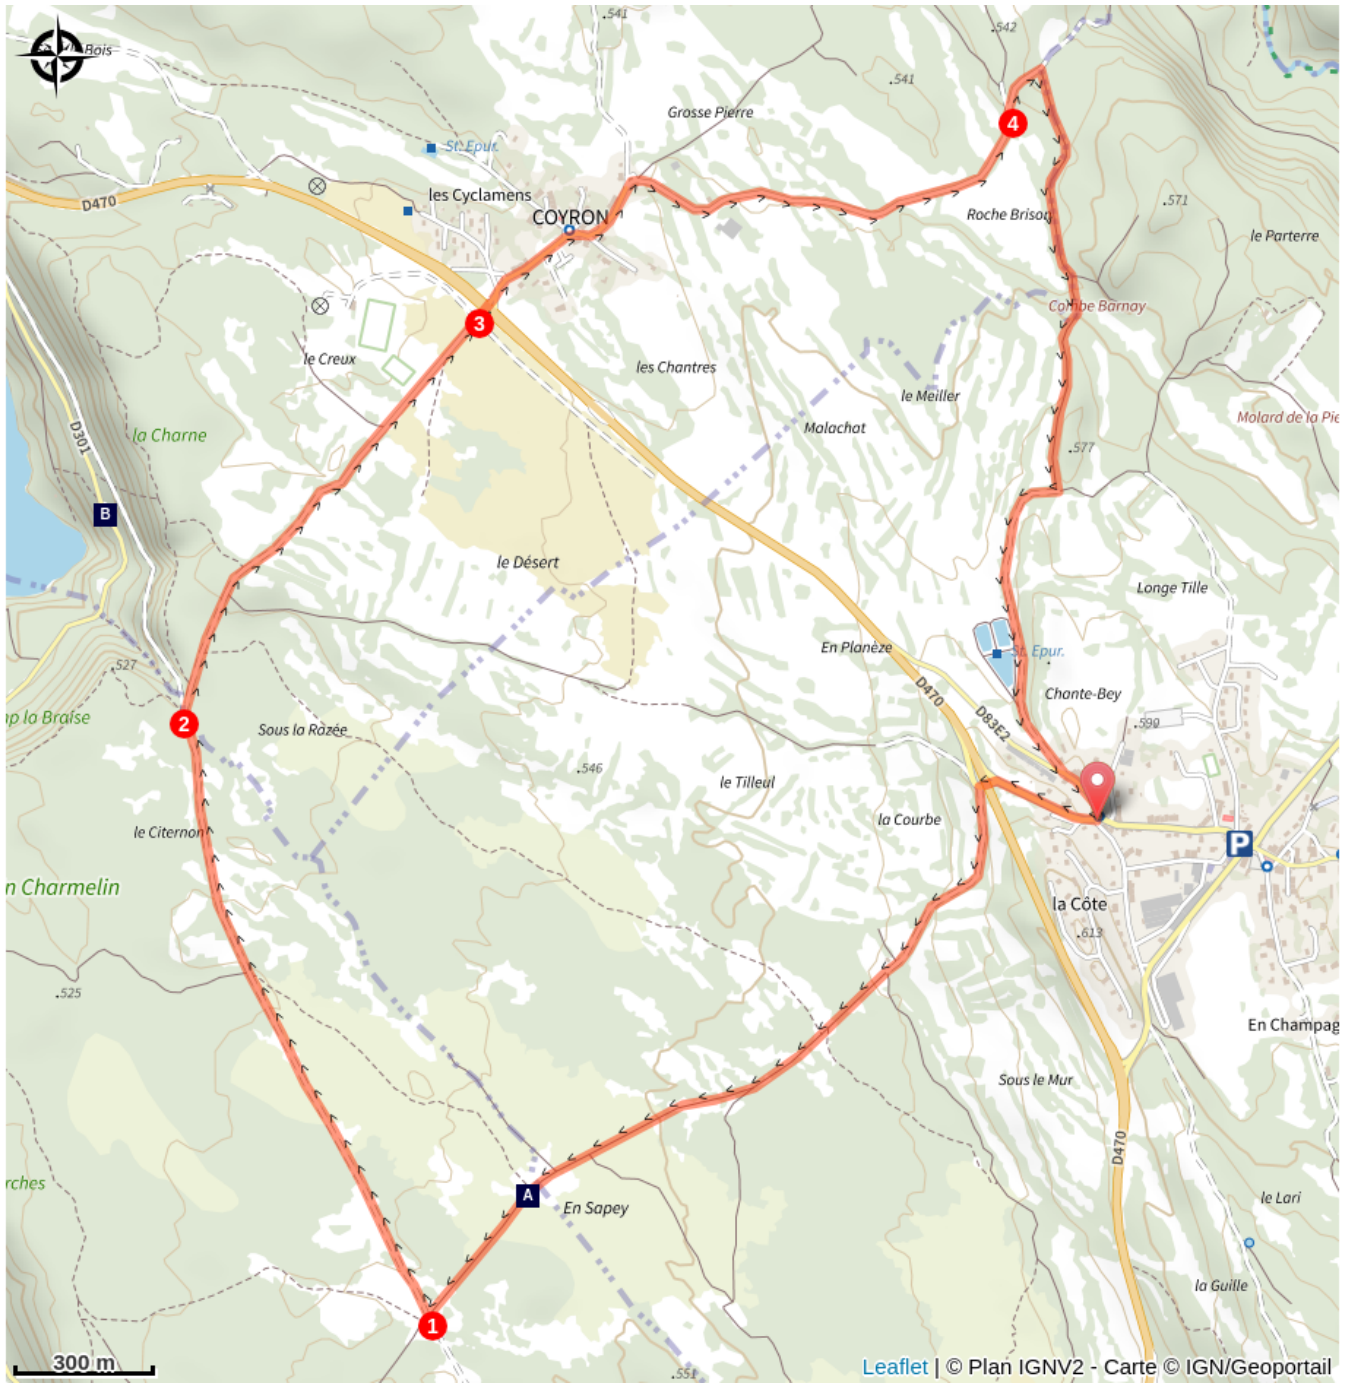 .541
.542
Bois
.541
Grosse Pierre
4
St. Epur.
les Cyclamens
D470
COYRON
Roche Brison
.571
le Parterre
Combe Barnay
3
le Creux
les Chantres
le Meiller
Malachat
Molard de la Pie
D301
la Charne
.577
B
le Désert
Longe Tille
En Planèze
St. Epur.
.527
D470
Chante-Bey
D83E2
.599
mp la Braise
2
Sous la Razée
.546
le Tilleul
la Courbe
le Citernon
P
n Charmelin
la Côte
.613
.525
En Champag
Sous le Mur
D470
rches
A
En Sapey
le Lari
la Guille
1
300 m
.551
Leaflet | © Plan IGNV2 - Carte © IGN/Geoportail